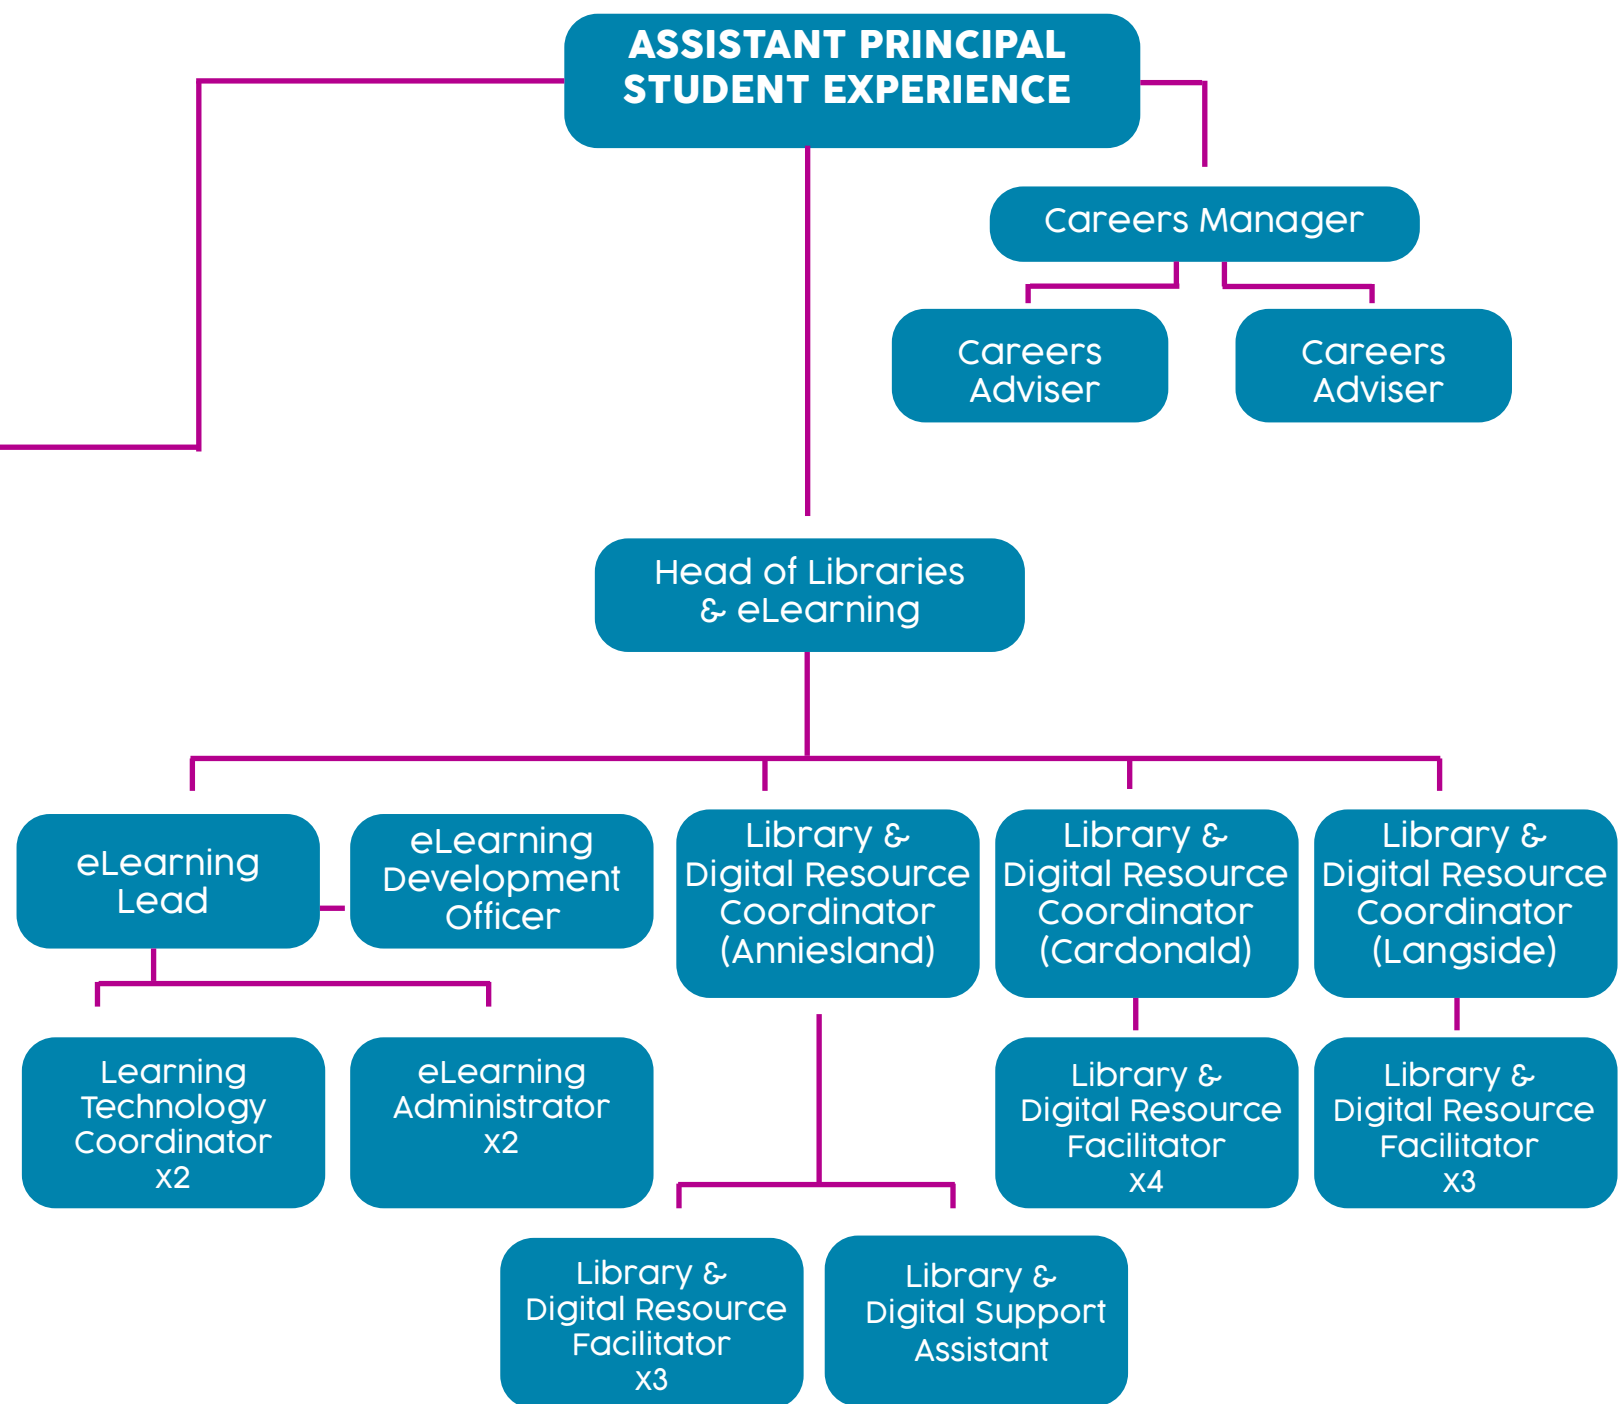 ASSISTANT PRINCIPAL
STUDENT EXPERIENCE
Careers Manager
Careers
Adviser
Careers
Adviser
Head of Libraries
& eLearning
eLearning
Lead
eLearning
Development
Officer
Library &
Digital Resource
Coordinator
(Anniesland)
Library &
Digital Resource
Coordinator
(Cardonald)
Library &
Digital Resource
Coordinator
(Langside)
Learning
Technology
Coordinator
x2
eLearning
Administrator
x2
Library &
Digital Resource
Facilitator
x4
Library &
Digital Resource
Facilitator
x3
Library &
Digital Resource
Facilitator
x3
Library &
Digital Support
Assistant